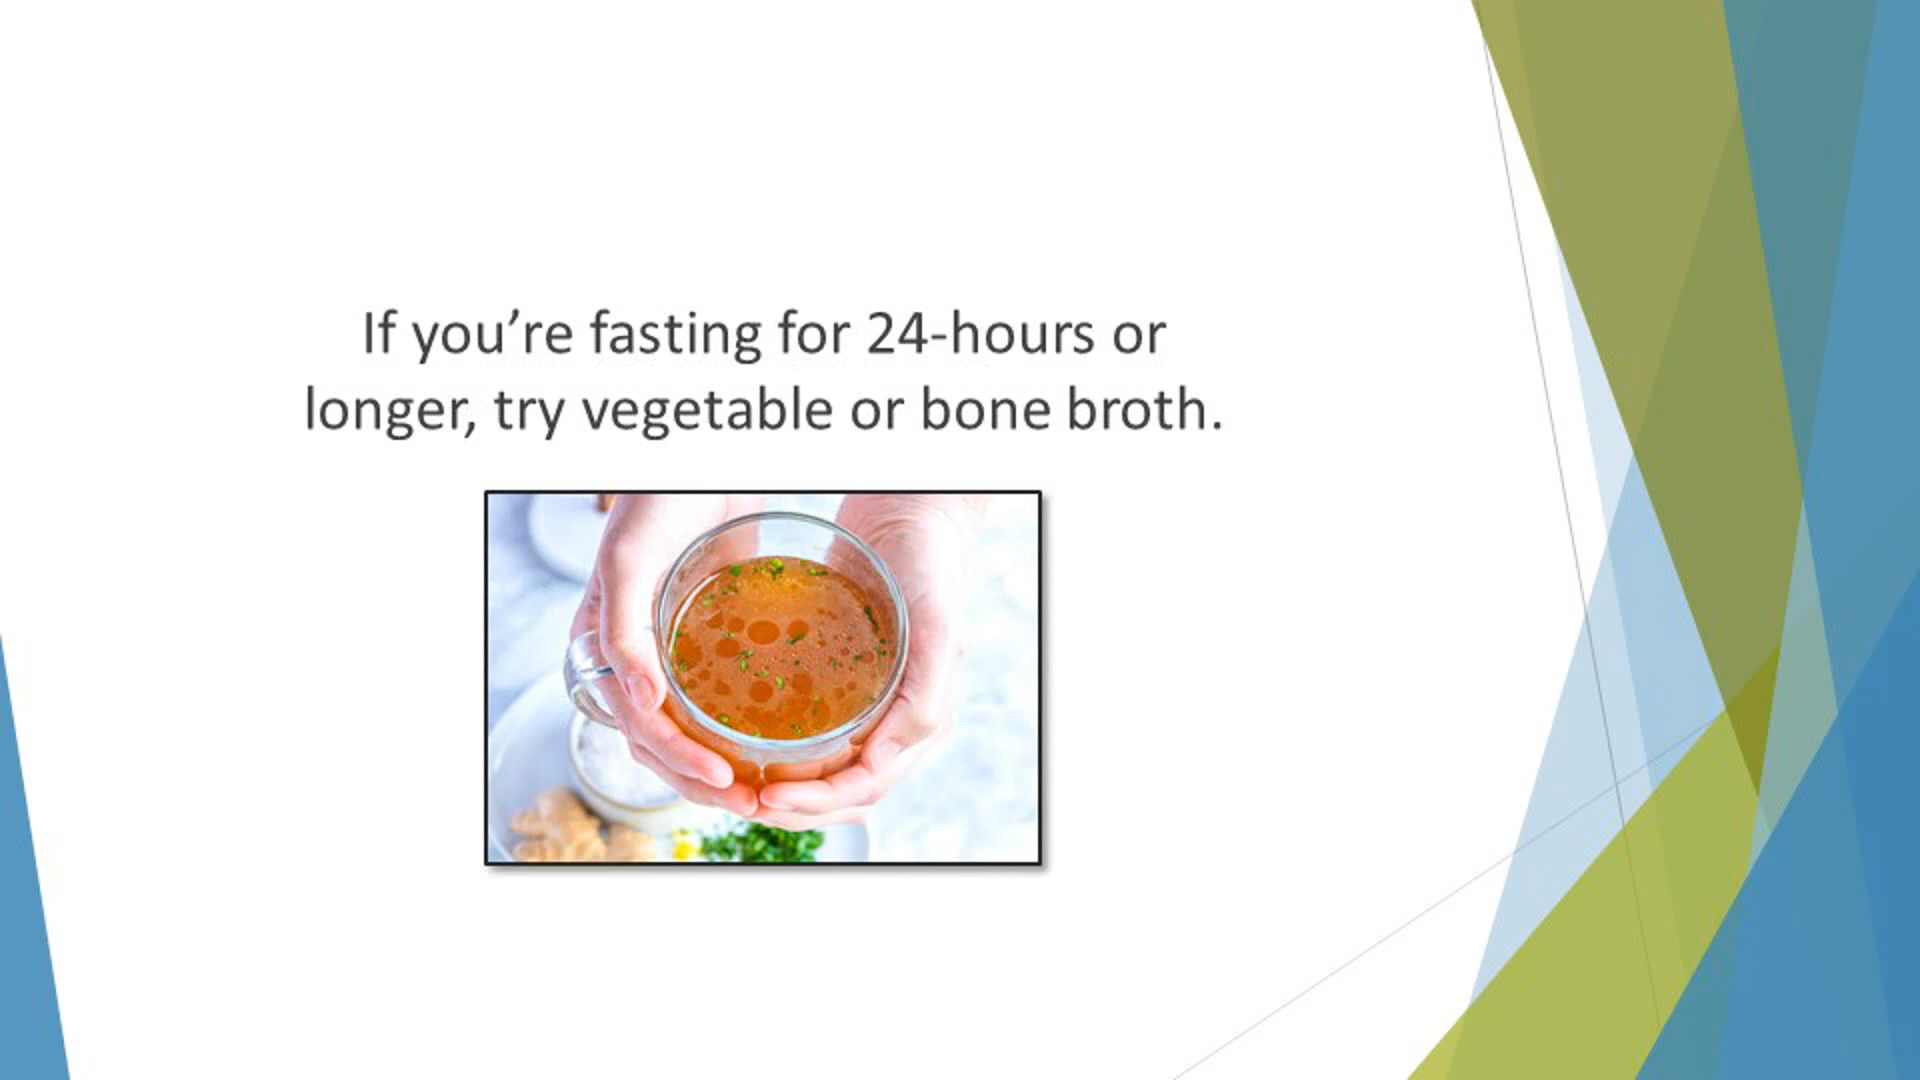 If you’re fasting for 24-hours or
longer, try vegetable or bone broth.